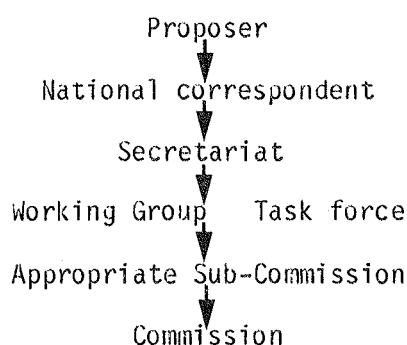 Proposer
National correspondent
Secretariat
Working Group Task force
Appropriate Sub-Commission
Commission